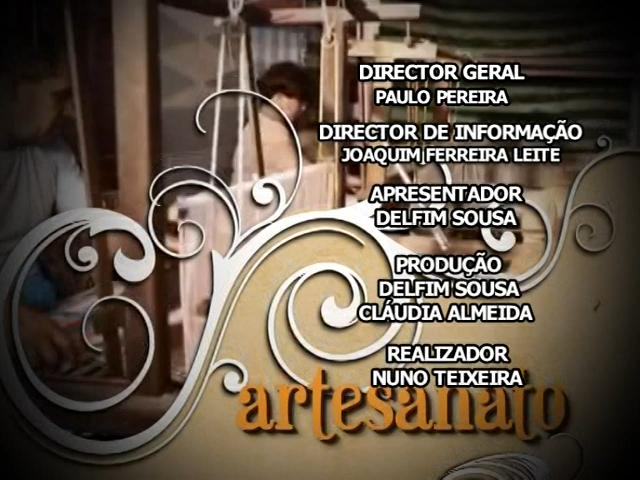 DIRECTOR GERAL
PAULO PEREIRA
DIRECTOR DE INFORMAÇÃO
JOAQUIM FERREIRA LEITE
APRESENTADOR
DELFIM SOUSA
PRODUÇÃO
DELFIM SOUSA
CLÁUDIA ALMEIDA
REALIZADOR
NUNO TEIXEIRA
artesanato